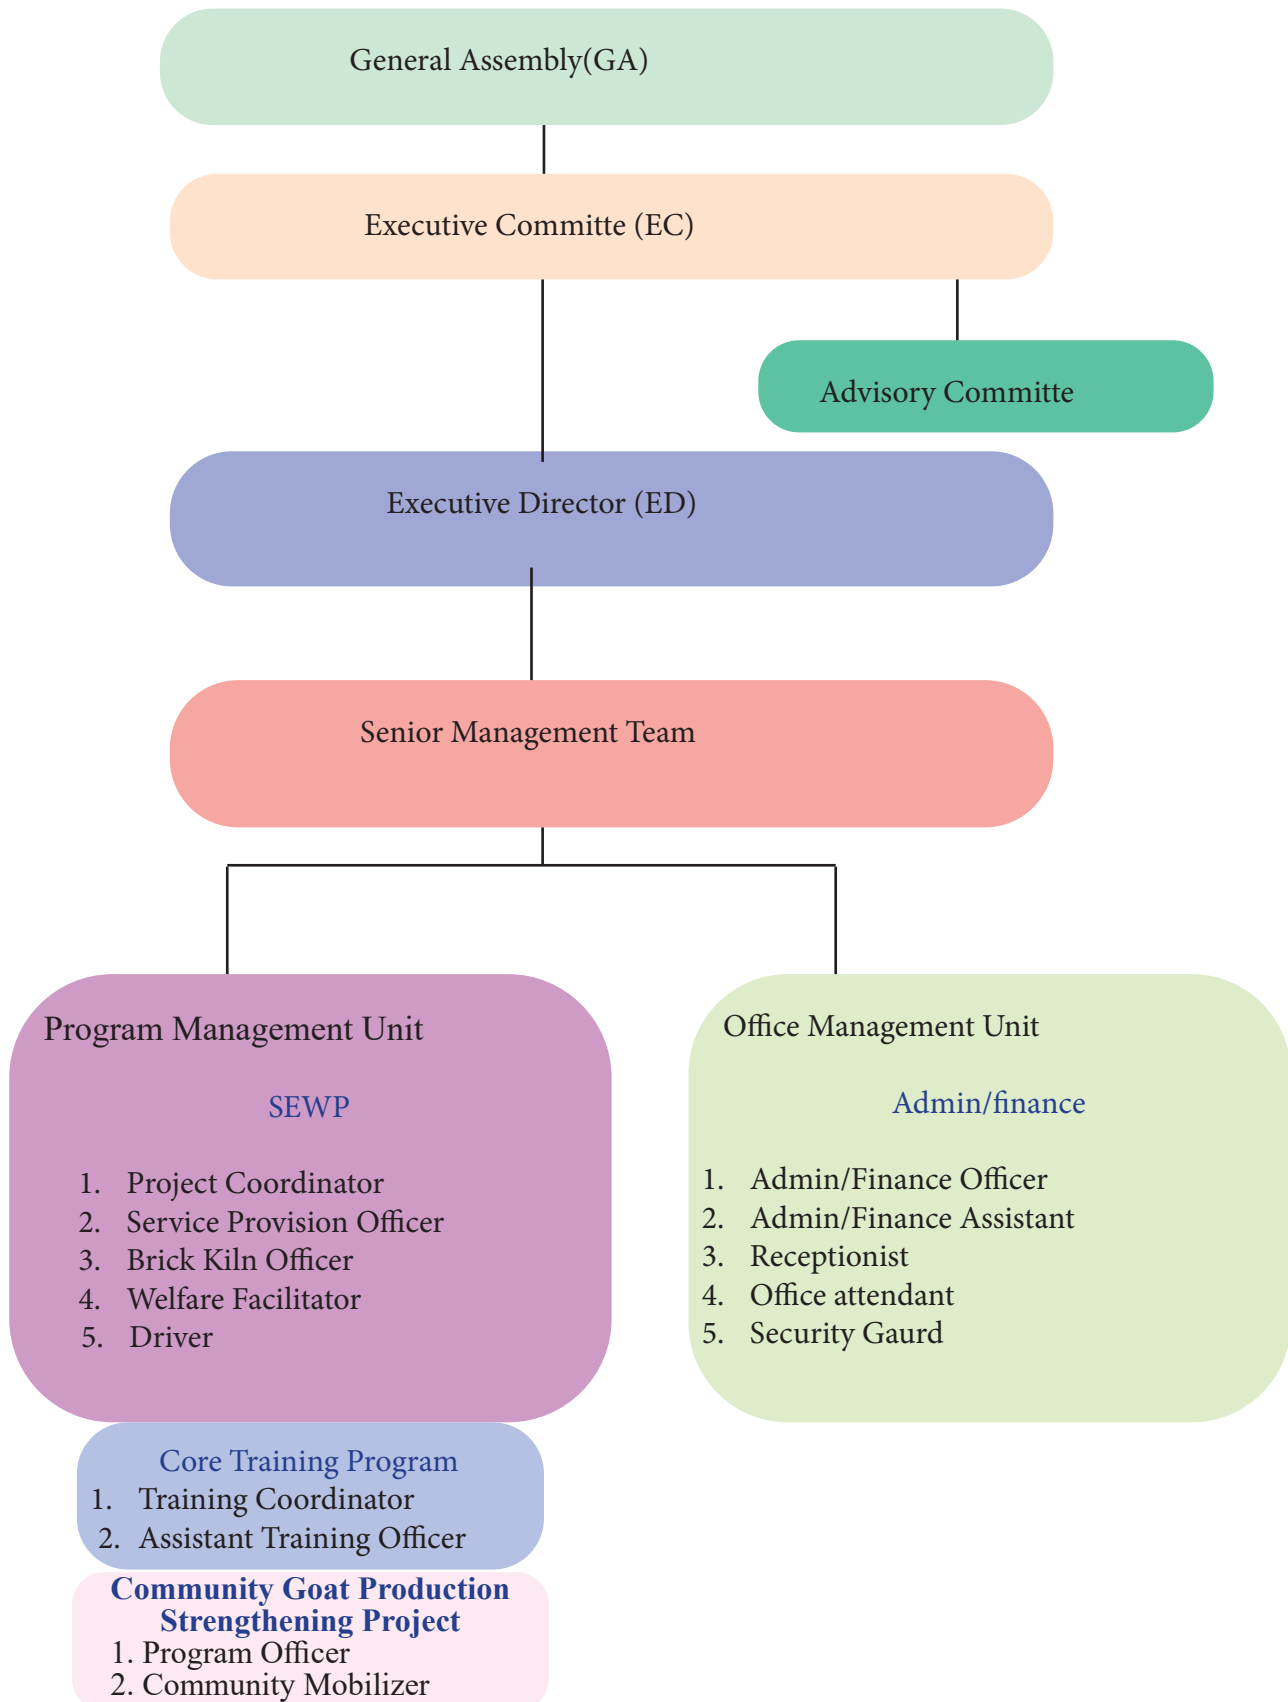 General Assembly(GA)
Executive Committe (EC)
Advisory Committe
Executive Director (ED)
Senior Management Team
Program Management Unit
SEWP
1. Project Coordinator
2. Service Provision Officer
3. Brick Kiln Officer
4. Welfare Facilitator
5. Driver
Office Management Unit
Admin/finance
1. Admin/Finance Officer
2. Admin/Finance Assistant
3. Receptionist
4. Office attendant
5. Security Gaurd
Core Training Program
1. Training Coordinator
2. Assistant Training Officer
Community Goat Production
Strengthening Project
1. Program Officer
2. Community Mobilizer